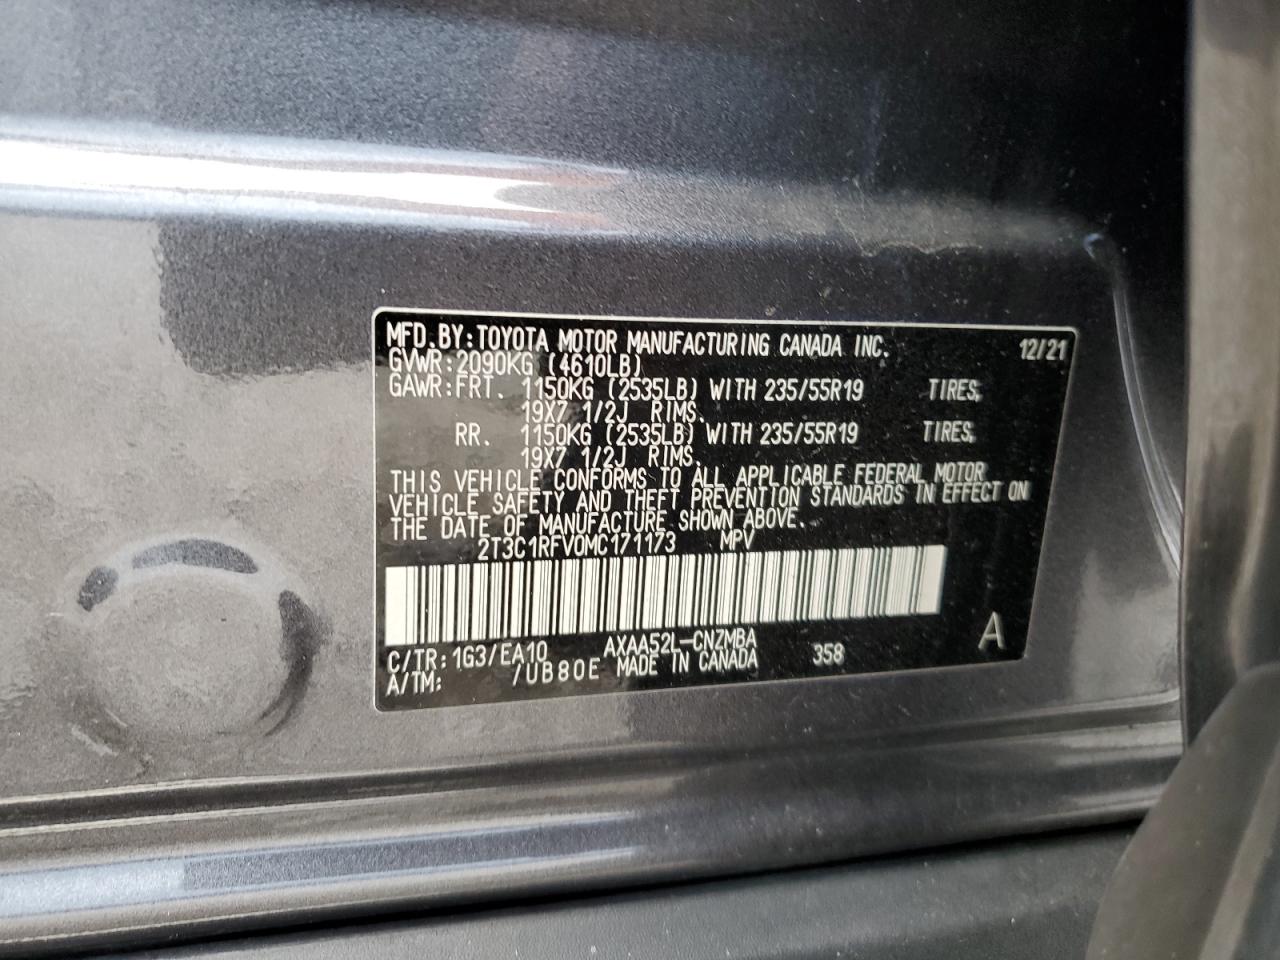 MFD.BY:TOYOTA MOTOR MANUFACTURING CANADA INC. 12/21
GVWR:2090KG (4610LB)
GAWR:FRT. 1150KG (2535LB) WITH 235/55R19 TIRES,
19X7 1/2J RIMS.
RR. 1150KG (2535LB) WITH 235/55R19 TIRES,
19X7 1/2J RIMS.
THIS VEHICLE CONFORMS TO ALL APPLICABLE FEDERAL MOTOR
VEHICLE SAFETY AND THEFT PREVENTION STANDARDS IN EFFECT ON
THE DATE OF MANUFACTURE SHOWN ABOVE.
2T3C1RFV0MC171173 MPV
C/TR:1G3/EA10 AXAA52L-CNZMBA 358 A
A/TM: /UB80E MADE IN CANADA